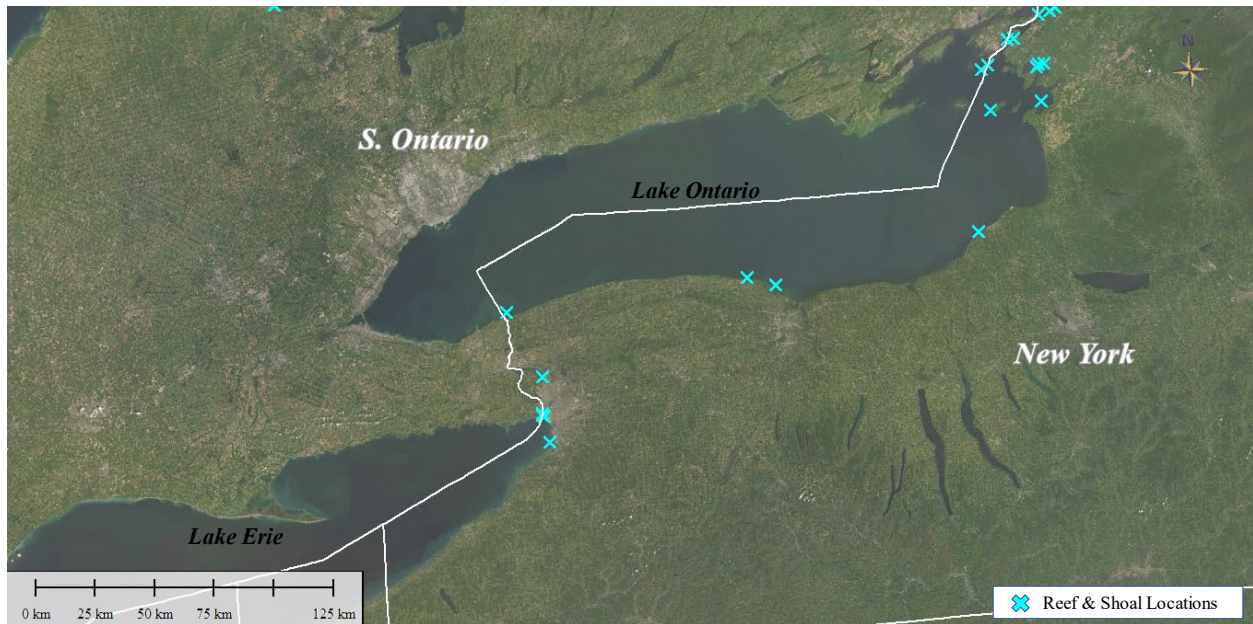 N
S. Ontario
Lake Ontario
New York
Lake Erie
0 km 25 km 50 km 75 km 125 km
Reef & Shoal Locations